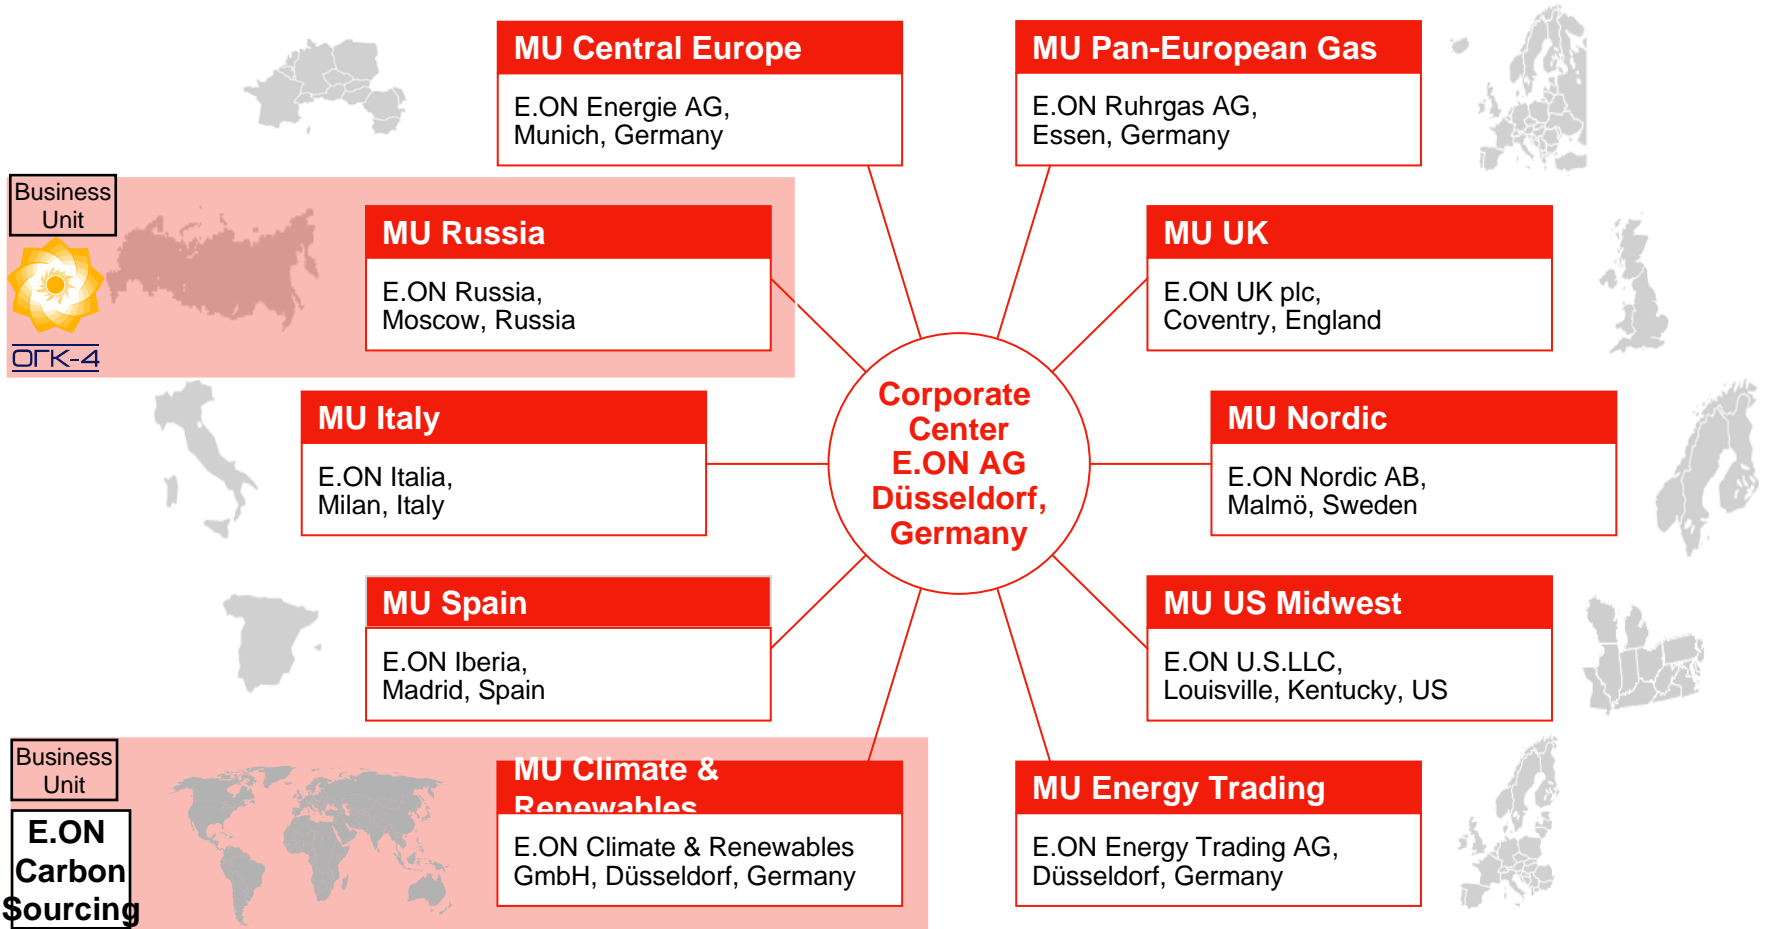 MU Central Europe
E.ON Energie AG,
Munich, Germany
MU Pan-European Gas
E.ON Ruhrgas AG,
Essen, Germany
Business
Unit
ОГК-4
MU Russia
E.ON Russia,
Moscow, Russia
MU UK
E.ON UK plc,
Coventry, England
MU Italy
E.ON Italia,
Milan, Italy
Corporate
Center
E.ON AG
Düsseldorf,
Germany
MU Nordic
E.ON Nordic AB,
Malmö, Sweden
MU Spain
E.ON Iberia,
Madrid, Spain
MU US Midwest
E.ON U.S.LLC,
Louisville, Kentucky, US
Business
Unit
E.ON
Carbon
Sourcing
MU Climate &
Renewables
E.ON Climate & Renewables
GmbH, Düsseldorf, Germany
MU Energy Trading
E.ON Energy Trading AG,
Düsseldorf, Germany